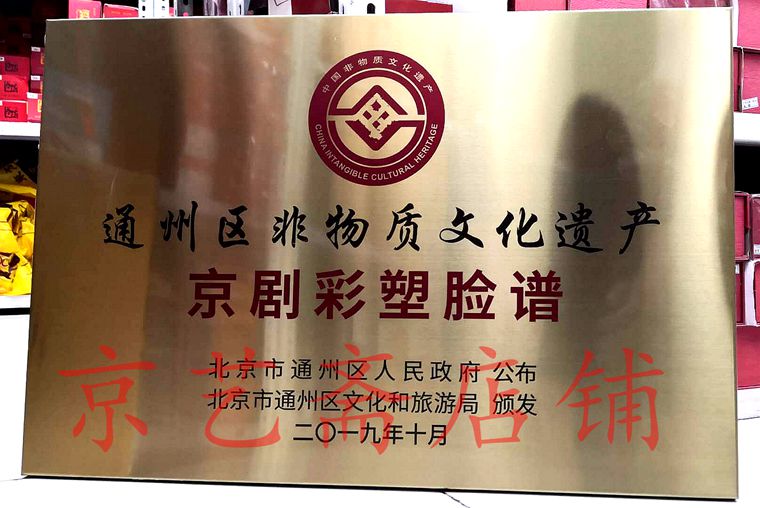 中国非物质文化遗产
CHINA INTANGIBLE CULTURAL HERITAGE
通州区非物质文化遗产
京剧彩塑脸谱
北京市通州区人民政府 公布
北京市通州区文化和旅游局 颁发
二〇一九年十月
京艺斋店铺